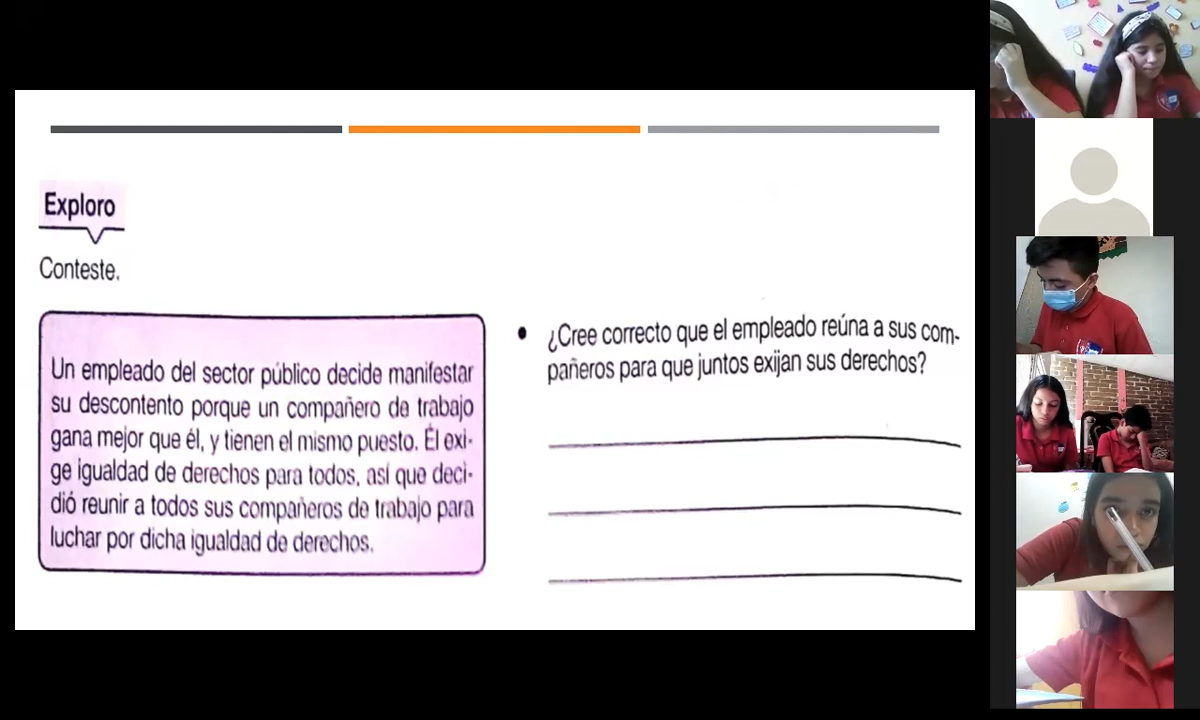 Exploro
Conteste.
Un empleado del sector público decide manifestar
su descontento porque un compañero de trabajo
gana mejor que él, y tienen el mismo puesto. Él exi-
ge igualdad de derechos para todos, así que deci-
dió reunir a todos sus compañeros de trabajo para
luchar por dicha igualdad de derechos.
• ¿Cree correcto que el empleado reúna a sus com-
pañeros para que juntos exijan sus derechos?